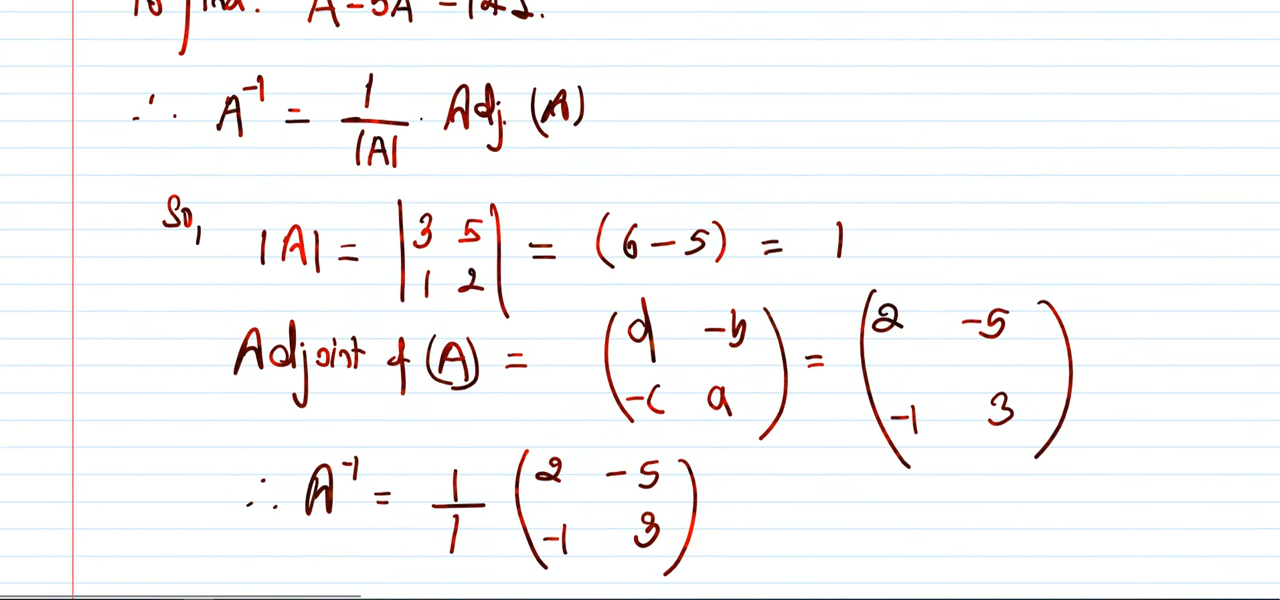 ∴ A⁻¹ = 1/|A| · Adj. (A)
So, |A| = |3 5; 1 2| = (6 - 5) = 1
Adjoint of (A) = (d -b; -c a) = (2 -5; -1 3)
∴ A⁻¹ = 1/1 (2 -5; -1 3)